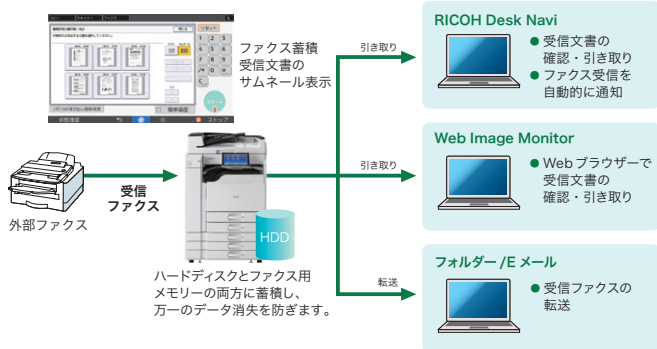 ファクス蓄積
受信文書の
サムネール表示
外部ファクス
受信
ファクス
HDD
ハードディスクとファクス用
メモリーの両方に蓄積し、
万一のデータ消失を防ぎます。
引き取り
RICOH Desk Navi
● 受信文書の
確認・引き取り
● ファクス受信を
自動的に通知
引き取り
Web Image Monitor
● Web ブラウザーで
受信文書の
確認・引き取り
転送
フォルダー /E メール
● 受信ファクスの
転送